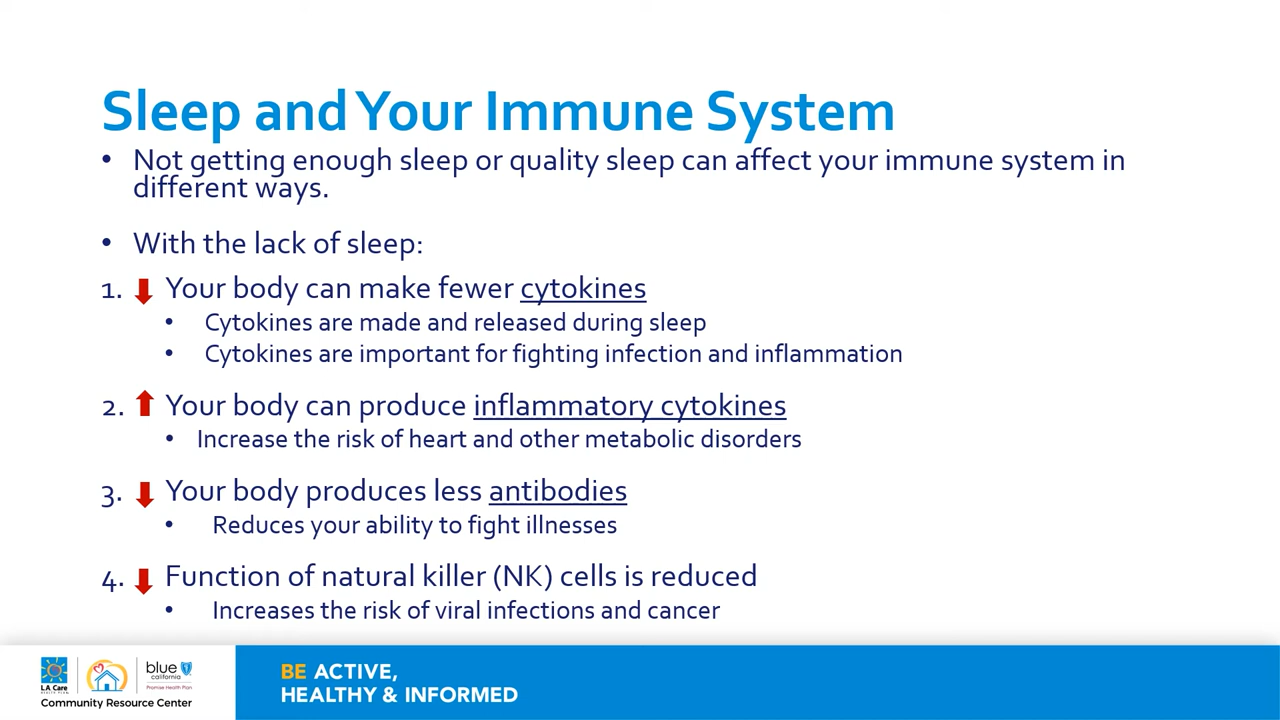 Sleep and Your Immune System
• Not getting enough sleep or quality sleep can affect your immune system in
different ways.
• With the lack of sleep:
1. Your body can make fewer cytokines
• Cytokines are made and released during sleep
• Cytokines are important for fighting infection and inflammation
2. Your body can produce inflammatory cytokines
• Increase the risk of heart and other metabolic disorders
3. Your body produces less antibodies
• Reduces your ability to fight illnesses
4. Function of natural killer (NK) cells is reduced
• Increases the risk of viral infections and cancer
L.A. Care
blue
california
Promise Health Plan
Community Resource Center
BE ACTIVE,
HEALTHY & INFORMED